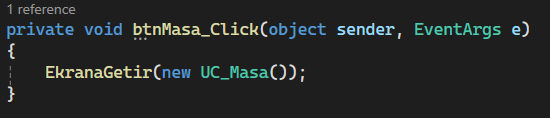 1 reference
private void btnMasa_Click(object sender, EventArgs e)
{
    EkranaGetir(new UC_Masa());
}